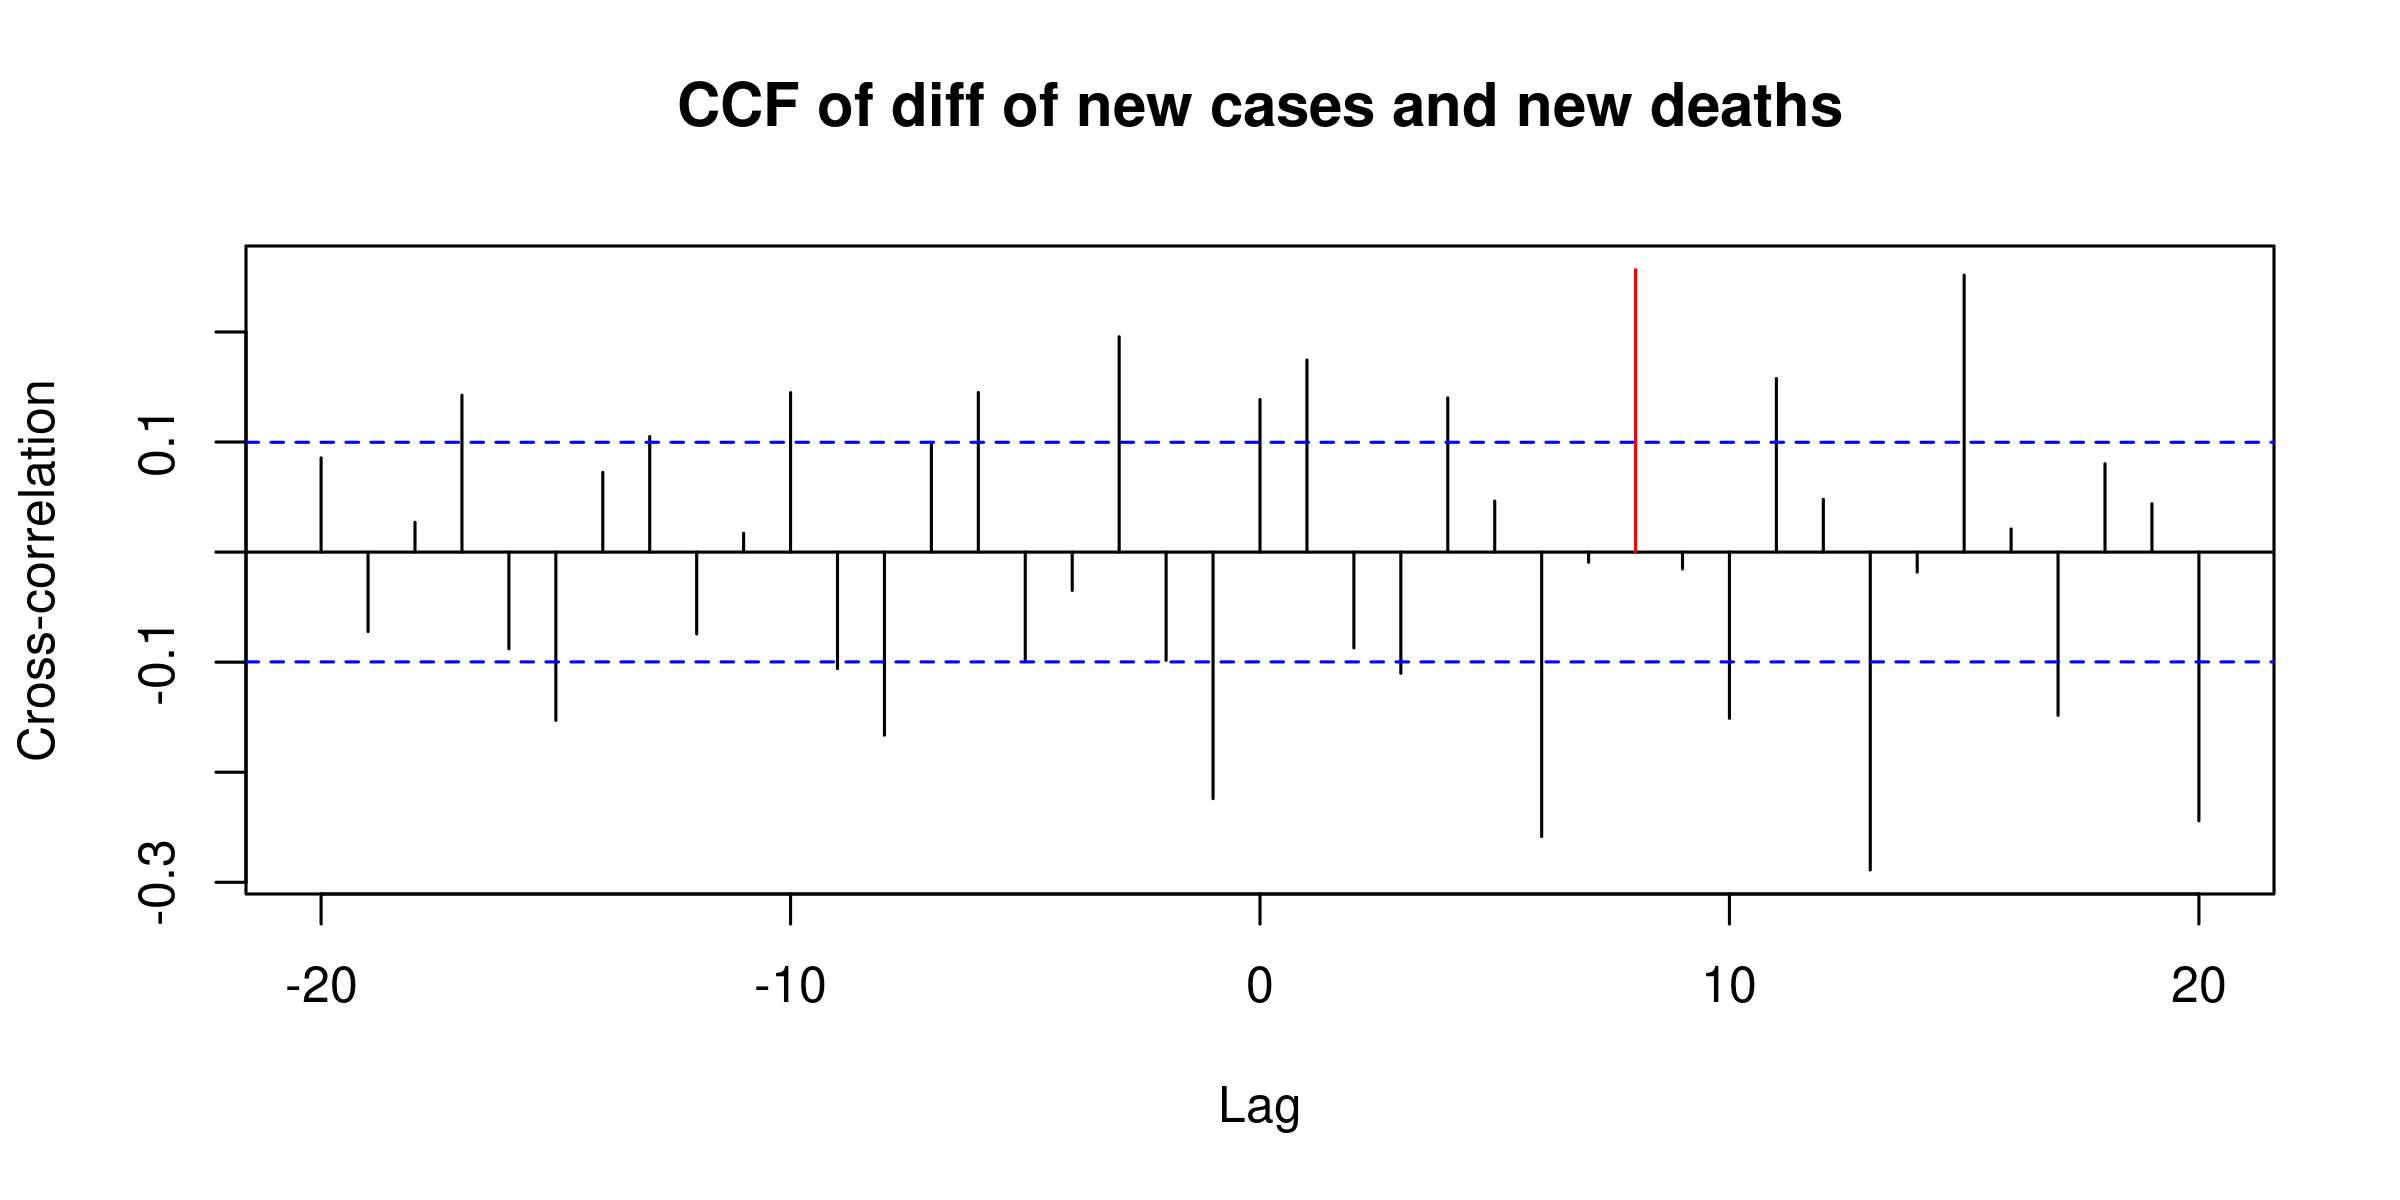 CCF of diff of new cases and new deaths
Cross-correlation
0.1
-0.1
-0.3
-20 -10 0 10 20
Lag